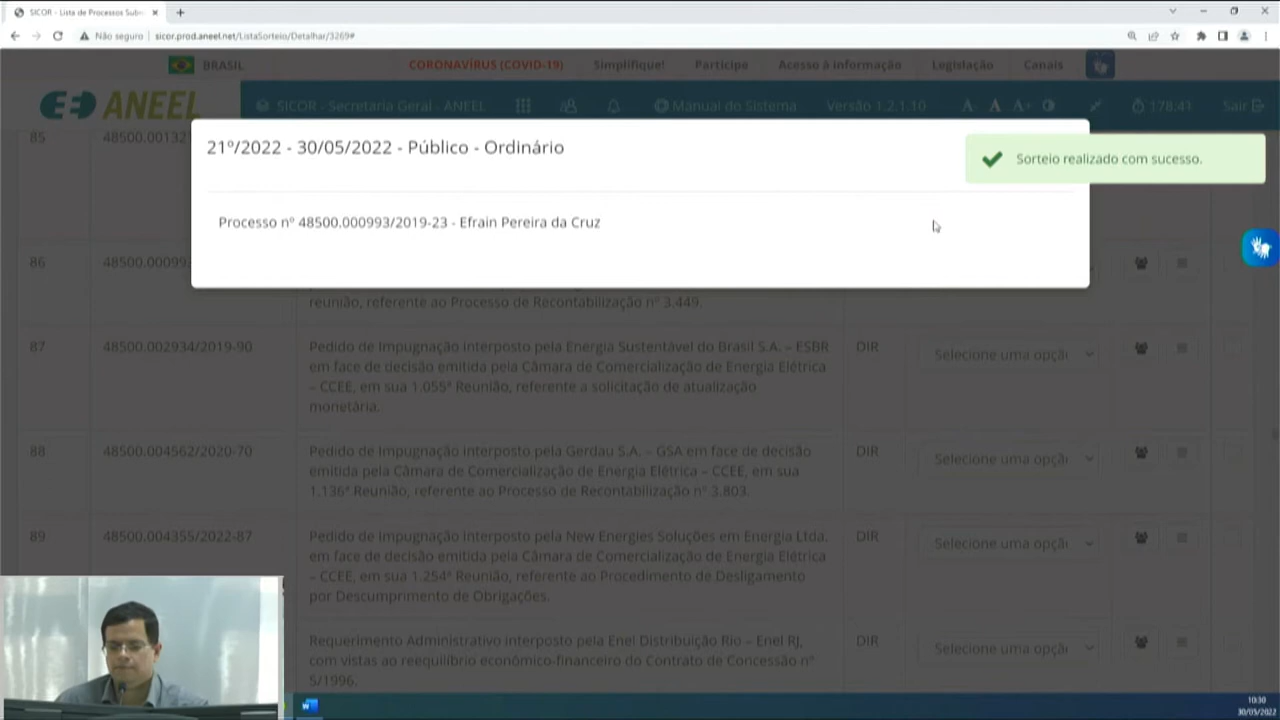 SICOR - Lista de Processos Subm
Não seguro | sicor.prod.aneel.net/ListaSorteio/Detalhar/3269#
BRASIL
CORONAVÍRUS (COVID-19)
Simplifique!
Participe
Acesso à informação
Legislação
Canais
ANEEL
SICOR - Secretaria Geral - ANEEL
Manual do Sistema
Versão 1.2.1.10
A- A A+
178:41
Sair
85
48500.00132
21º/2022 - 30/05/2022 - Público - Ordinário
Sorteio realizado com sucesso.
Processo nº 48500.000993/2019-23 - Efrain Pereira da Cruz
86
48500.00099
reunião, referente ao Processo de Recontabilização nº 3.449.
87
48500.002934/2019-90
Pedido de Impugnação interposto pela Energia Sustentável do Brasil S.A. – ESBR
em face de decisão emitida pela Câmara de Comercialização de Energia Elétrica
– CCEE, em sua 1.055ª Reunião, referente a solicitação de atualização
monetária.
DIR
Selecione uma opçã
88
48500.004562/2020-70
Pedido de Impugnação interposto pela Gerdau S.A. – GSA em face de decisão
emitida pela Câmara de Comercialização de Energia Elétrica – CCEE, em sua
1.136ª Reunião, referente ao Processo de Recontabilização nº 3.803.
DIR
Selecione uma opçã
89
48500.004355/2022-87
Pedido de Impugnação interposto pela New Energies Soluções em Energia Ltda.
em face de decisão emitida pela Câmara de Comercialização de Energia Elétrica
– CCEE, em sua 1.254ª Reunião, referente ao Procedimento de Desligamento
por Descumprimento de Obrigações.
DIR
Selecione uma opçã
Requerimento Administrativo interposto pela Enel Distribuição Rio – Enel RJ,
com vistas ao reequilíbrio econômico-financeiro do Contrato de Concessão nº
5/1996.
DIR
Selecione uma opçã
10:30
30/05/2022